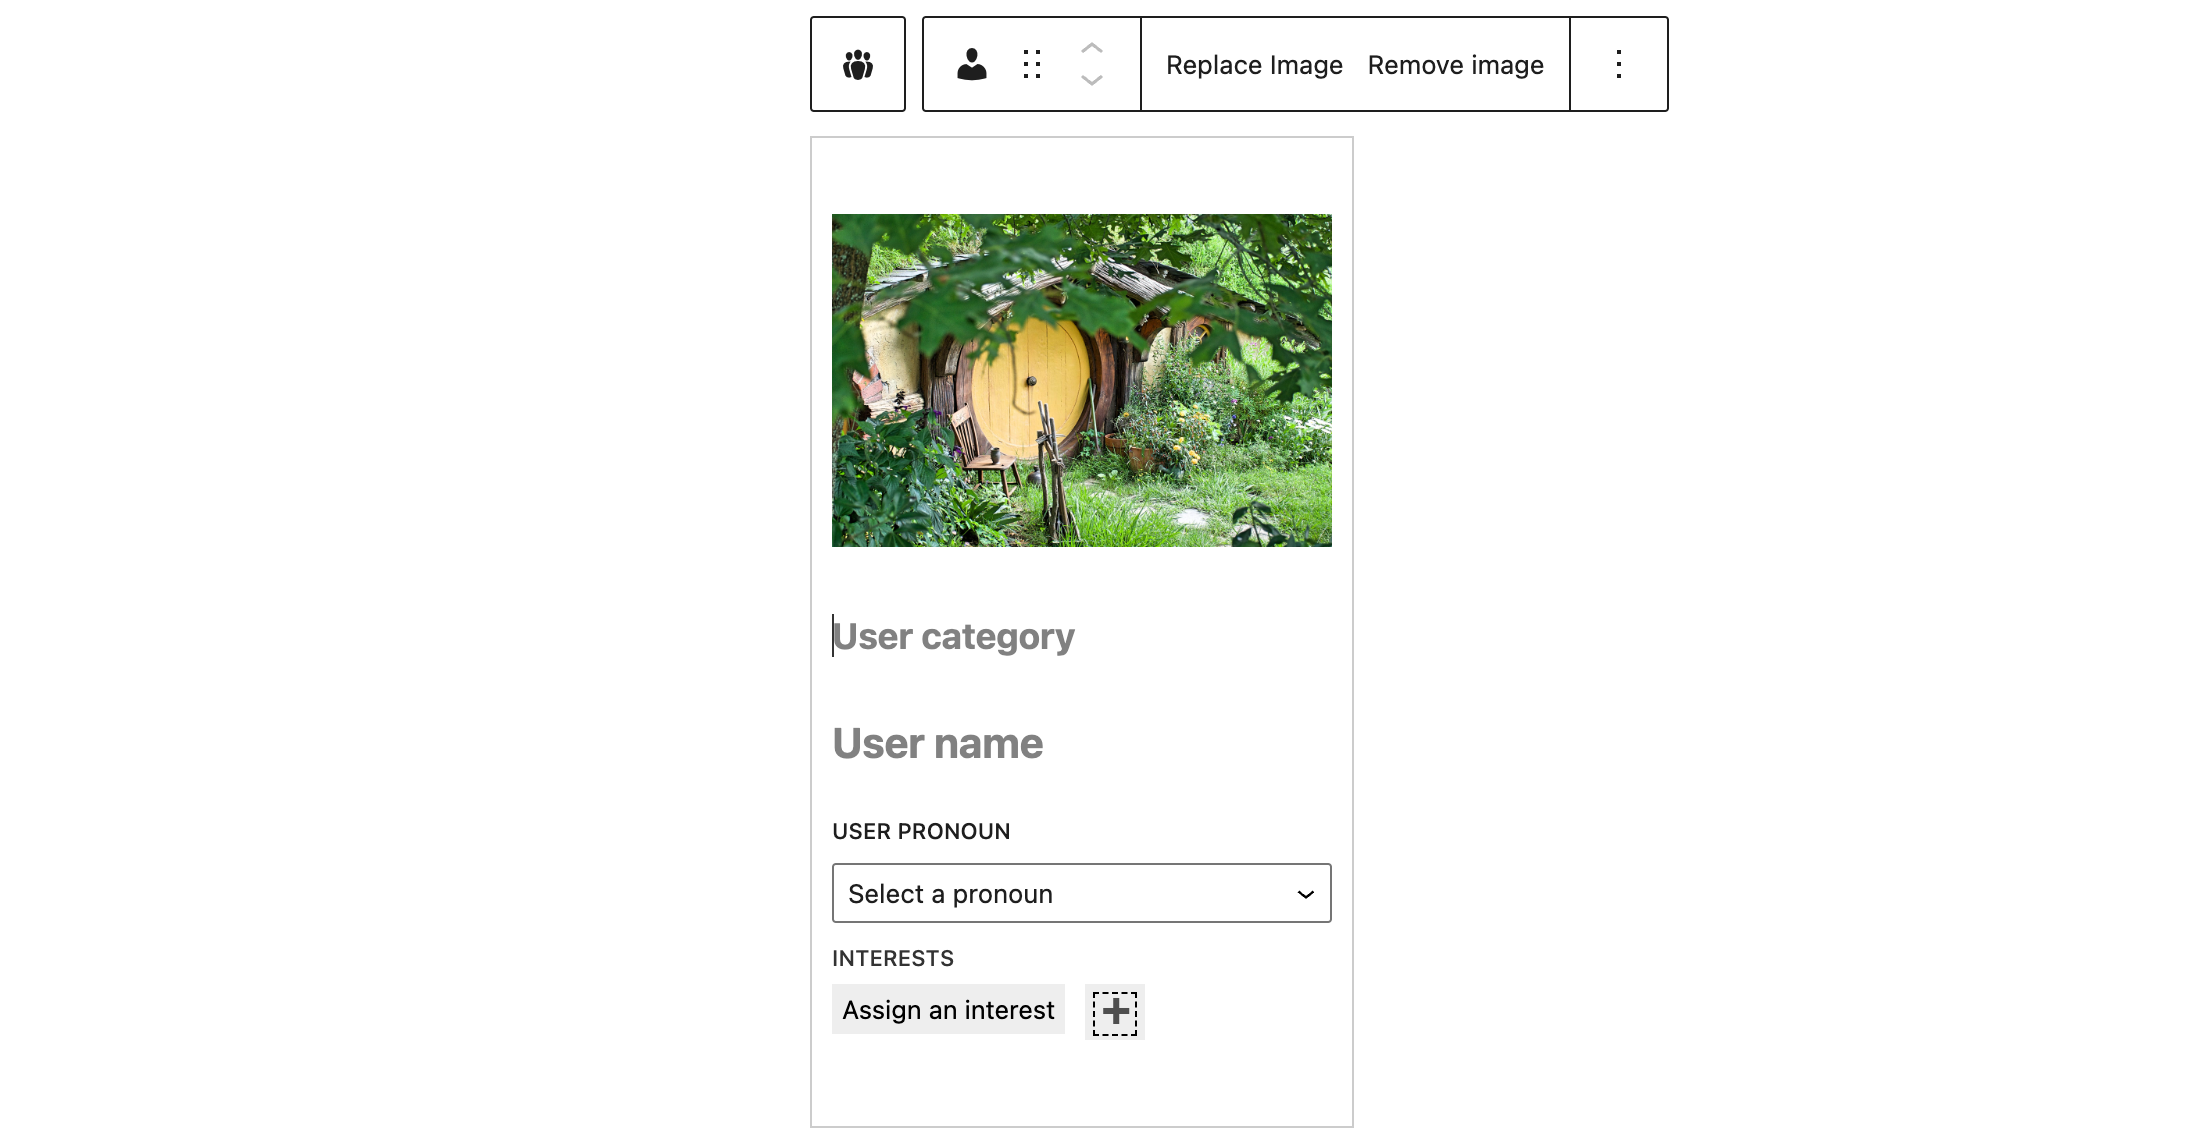 Replace Image Remove image
User category
User name
USER PRONOUN
Select a pronoun
INTERESTS
Assign an interest